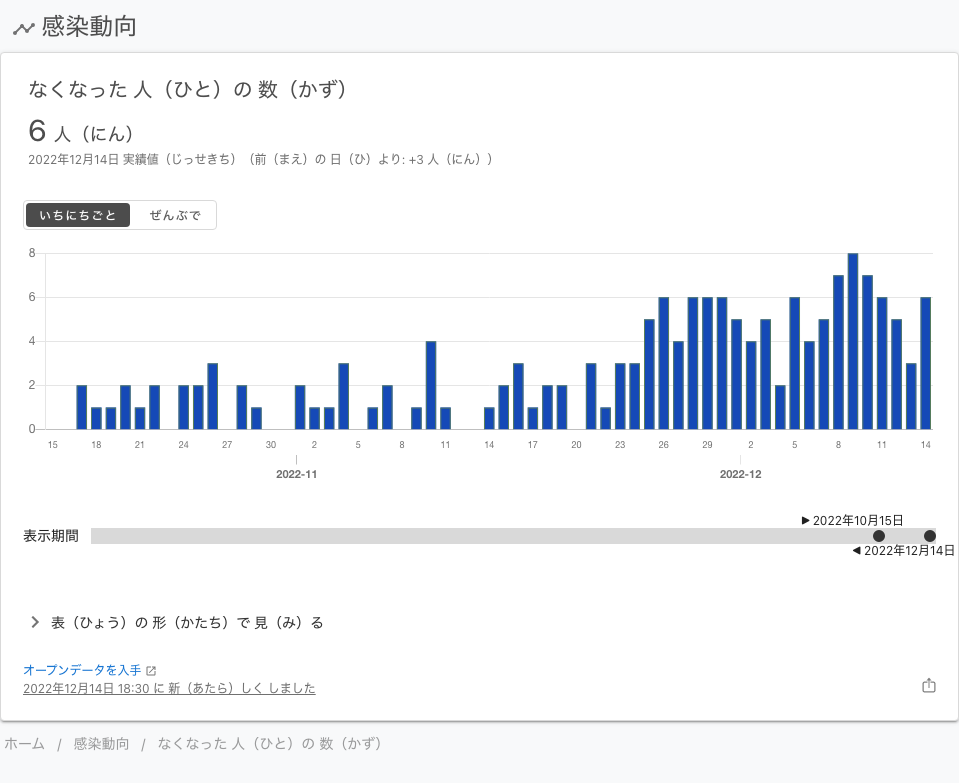 感染動向
なくなった 人（ひと）の 数（かず）
6 人（にん）
2022年12月14日 実績値（じっせきち）（前（まえ）の 日（ひ）より: +3 人（にん））
いちにちごと ぜんぶで
8
6
4
2
0
15 18 21 24 27 30 2 5 8 11 14 17 20 23 26 29 2 5 8 11 14
2022-11 2022-12
▶ 2022年10月15日
表示期間
◀ 2022年12月14日
表（ひょう）の 形（かたち）で 見（み）る
オープンデータを入手
2022年12月14日 18:30 に 新（あたら）しく しました
ホーム / 感染動向 / なくなった 人（ひと）の 数（かず）